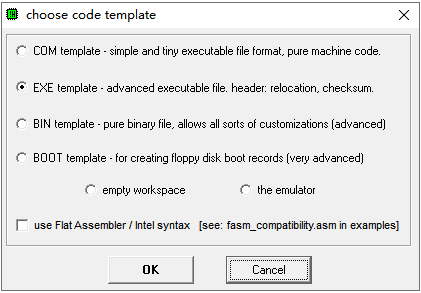 choose code template
COM template - simple and tiny executable file format, pure machine code.
EXE template - advanced executable file. header: relocation, checksum.
BIN template - pure binary file, allows all sorts of customizations (advanced)
BOOT template - for creating floppy disk boot records (very advanced)
empty workspace the emulator
use Flat Assembler / Intel syntax [see: fasm_compatibility.asm in examples]
OK Cancel